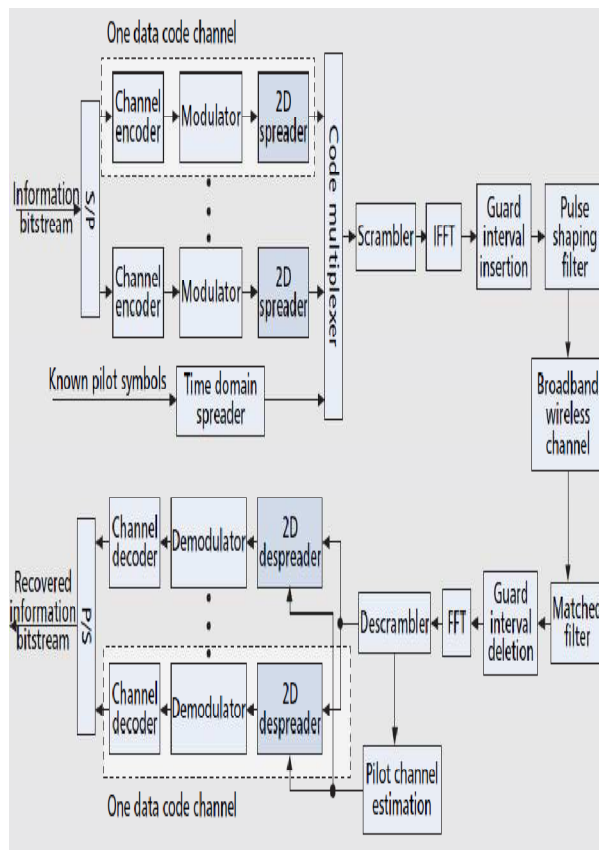 One data code channel
Information
bitstream
S/P
Channel
encoder
Modulator
2D
spreader
Channel
encoder
Modulator
2D
spreader
Known pilot symbols
Time domain
spreader
Code multiplexer
Scrambler
IFFT
Guard
interval
insertion
Pulse
shaping
filter
Broadband
wireless
channel
Matched
filter
Guard
interval
deletion
FFT
Descrambler
Pilot channel
estimation
2D
despreader
Demodulator
Channel
decoder
2D
despreader
Demodulator
Channel
decoder
P/S
Recovered
information
bitstream
One data code channel